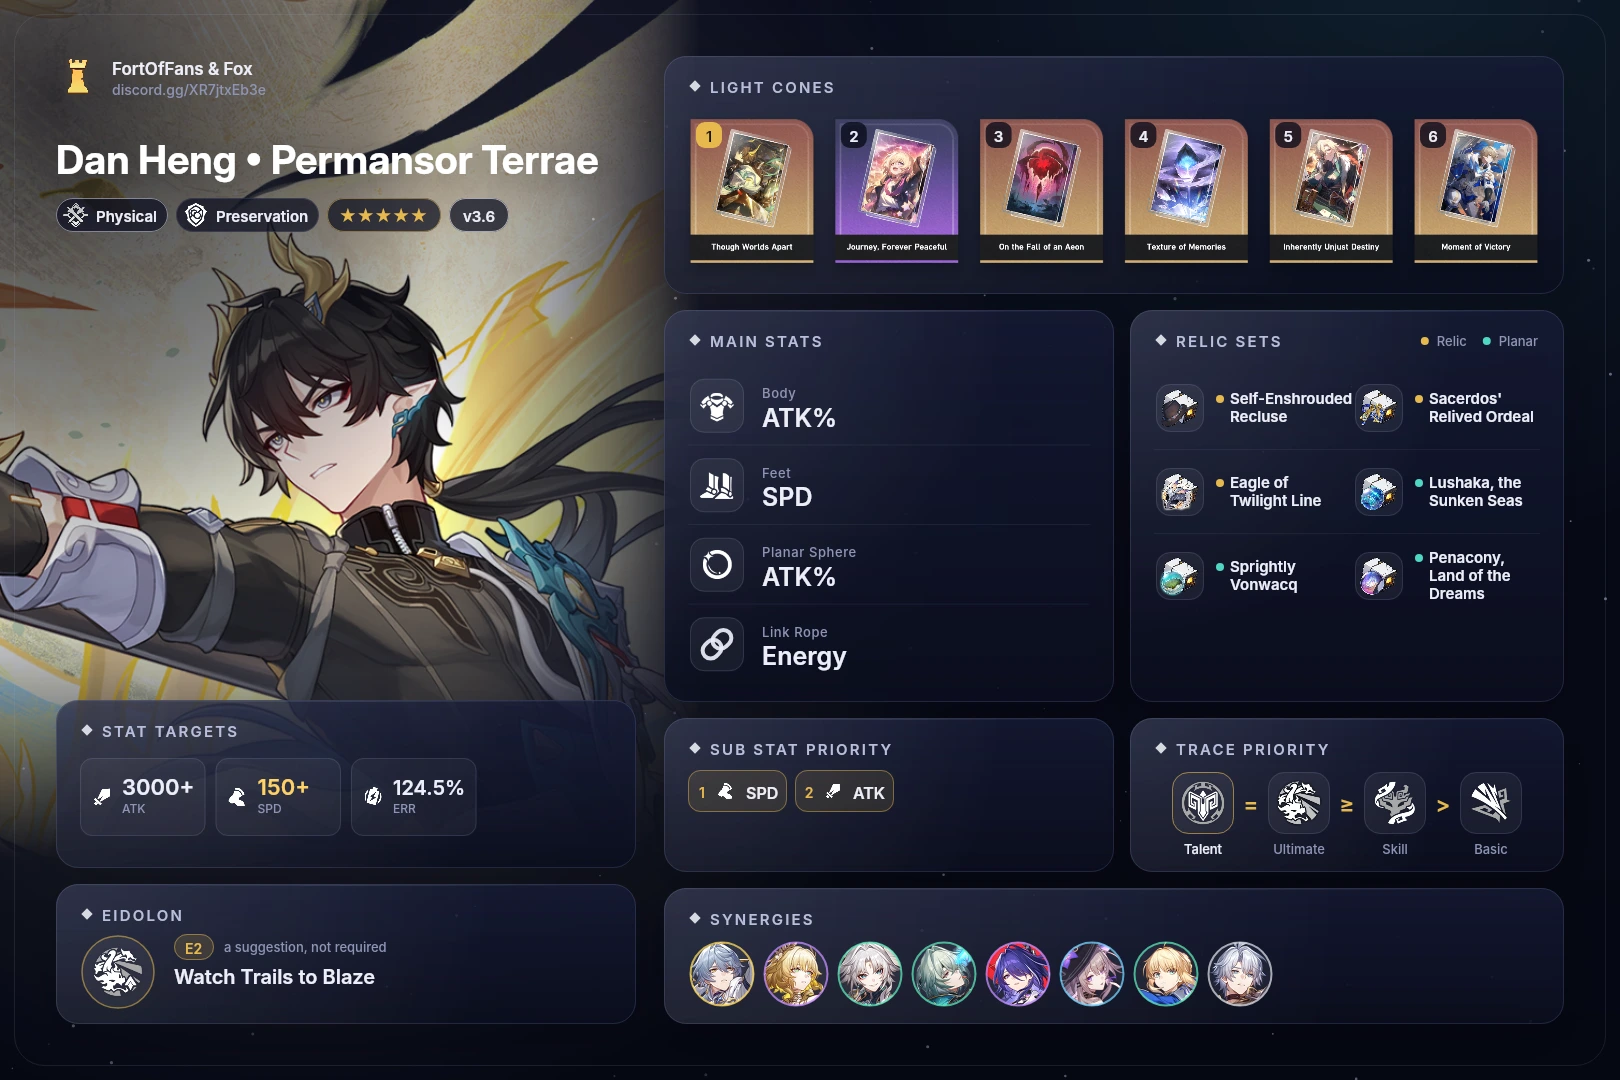 FortOfFans & Fox
discord.gg/XR7jtxEb3e
Dan Heng • Permansor Terrae
Physical
Preservation
★★★★★
v3.6
LIGHT CONES
1
2
3
4
5
6
Though Worlds Apart
Journey, Forever Peaceful
On the Fall of an Aeon
Texture of Memories
Inherently Unjust Destiny
Moment of Victory
MAIN STATS
Body
ATK%
Feet
SPD
Planar Sphere
ATK%
Link Rope
Energy
RELIC SETS
Relic
Planar
Self-Enshrouded
Recluse
Sacerdos'
Relived Ordeal
Eagle of
Twilight Line
Lushaka, the
Sunken Seas
Sprightly
Vonwacq
Penacony,
Land of the
Dreams
STAT TARGETS
3000+
ATK
150+
SPD
124.5%
ERR
SUB STAT PRIORITY
1 SPD
2 ATK
TRACE PRIORITY
= ≥ >
Talent
Ultimate
Skill
Basic
EIDOLON
E2
a suggestion, not required
Watch Trails to Blaze
SYNERGIES